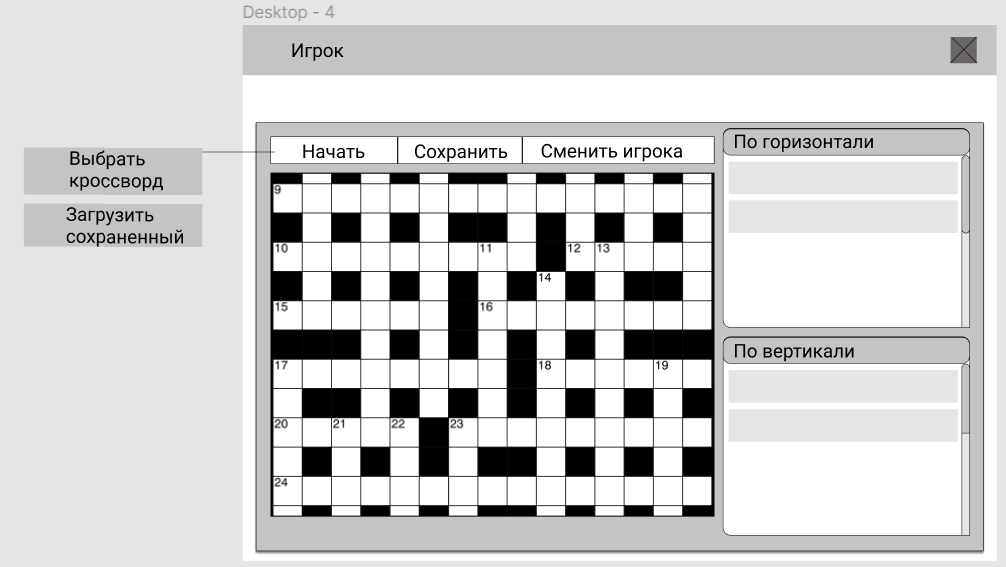 Desktop - 4
Игрок
Выбрать
кроссворд
Загрузить
сохраненный
Начать
Сохранить
Сменить игрока
По горизонтали
9
10
11
12
13
14
15
16
17
18
19
20
21
22
23
24
По вертикали